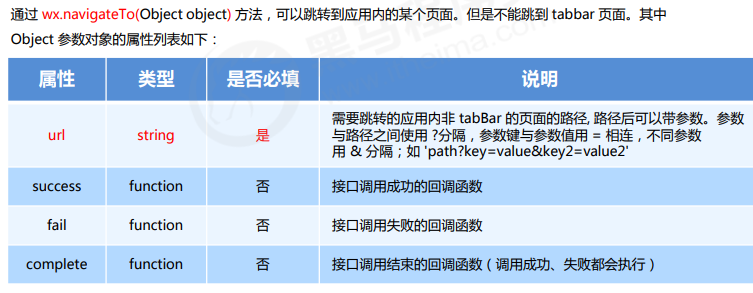 通过 wx.navigateTo(Object object) 方法，可以跳转到应用内的某个页面。但是不能跳到 tabbar 页面。其中
Object 参数对象的属性列表如下：
属性 类型 是否必填 说明
需要跳转的应用内非 tabBar 的页面的路径, 路径后可以带参数。参数
url string 是 与路径之间使用 ?分隔，参数键与参数值用 = 相连，不同参数
用 & 分隔；如 'path?key=value&key2=value2'
success function 否 接口调用成功的回调函数
fail function 否 接口调用失败的回调函数
complete function 否 接口调用结束的回调函数（调用成功、失败都会执行）